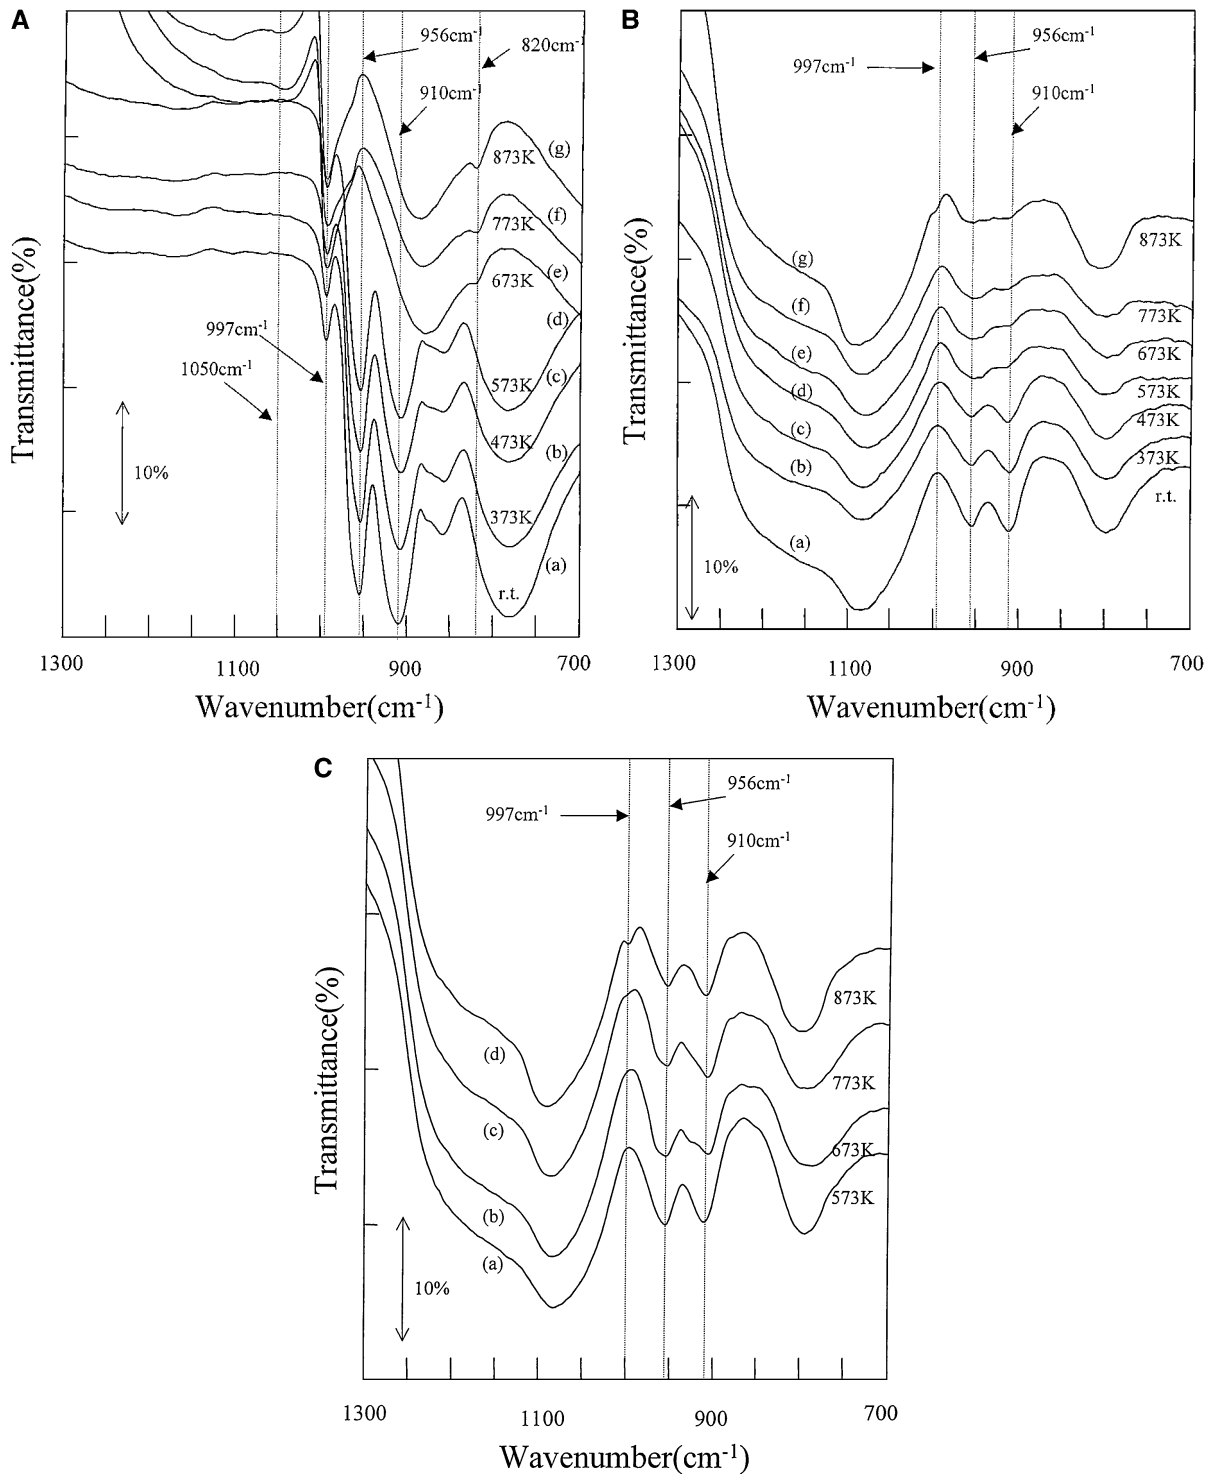 A
956cm-1
820cm-1
910cm-1
873K
(g)
(f)
773K
(e)
673K
(d)
997cm-1
1050cm-1
573K
(c)
473K
(b)
373K
(a)
r.t.
10%
Transmittance(%)
1300
1100
900
700
Wavenumber(cm-1)
B
956cm-1
997cm-1
910cm-1
(g)
873K
(f)
773K
(e)
673K
(d)
573K
(c)
473K
(b)
373K
r.t.
(a)
10%
Transmittance(%)
1300
1100
900
700
Wavenumber(cm-1)
C
956cm-1
997cm-1
910cm-1
873K
(d)
773K
(c)
673K
(b)
573K
(a)
10%
Transmittance(%)
1300
1100
900
700
Wavenumber(cm-1)